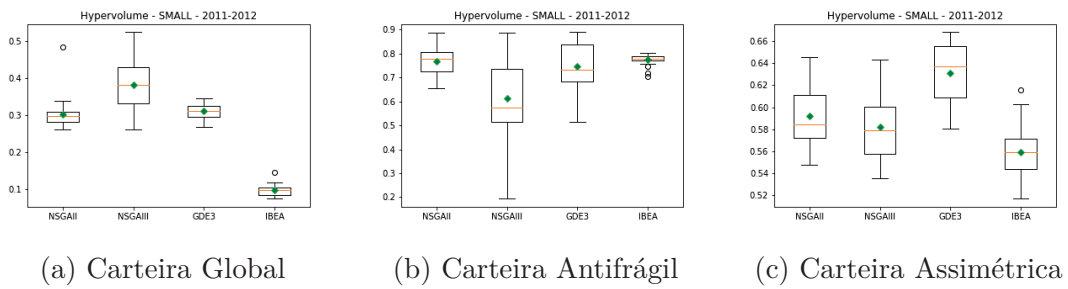 Hypervolume - SMALL - 2011-2012
0.5
0.4
0.3
0.2
0.1
NSGAII NSGAIII GDE3 IBEA
(a) Carteira Global
Hypervolume - SMALL - 2011-2012
0.9
0.8
0.7
0.6
0.5
0.4
0.3
0.2
NSGAII NSGAIII GDE3 IBEA
(b) Carteira Antifrágil
Hypervolume - SMALL - 2011-2012
0.66
0.64
0.62
0.60
0.58
0.56
0.54
0.52
NSGAII NSGAIII GDE3 IBEA
(c) Carteira Assimétrica